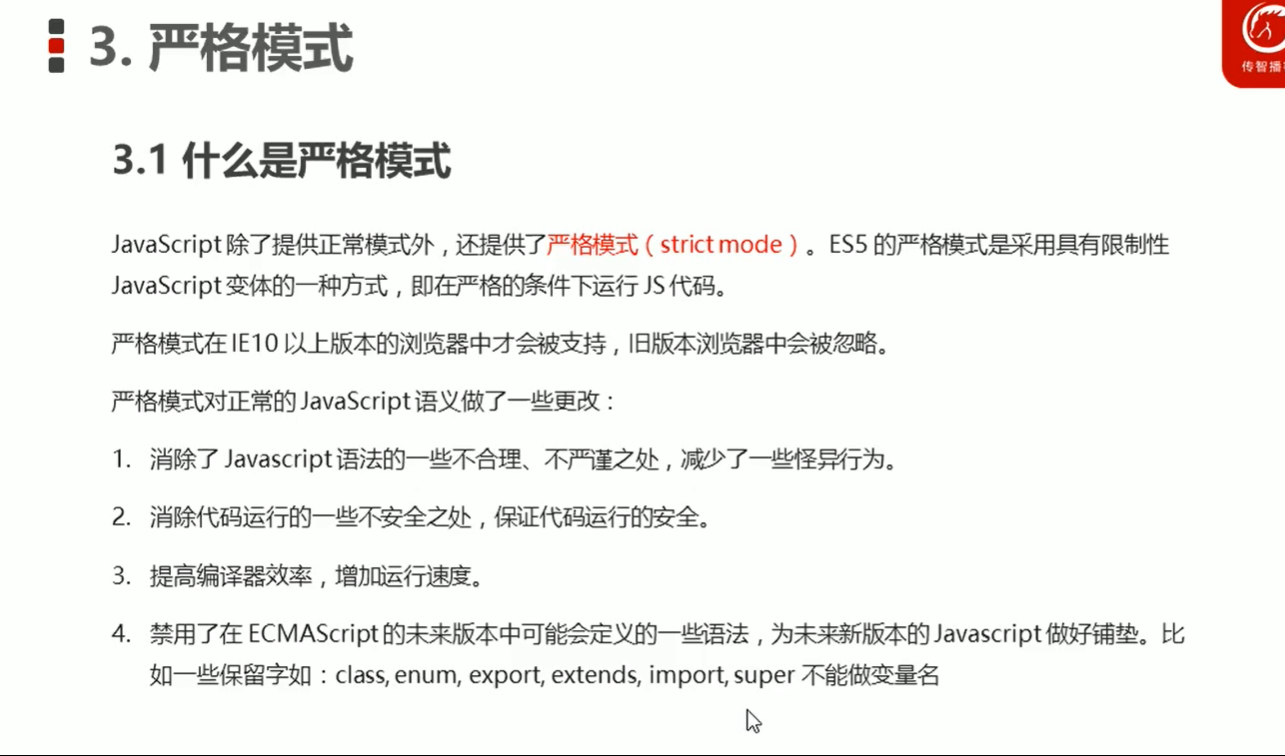 3. 严格模式
传智播
3.1 什么是严格模式
JavaScript 除了提供正常模式外，还提供了严格模式（strict mode）。ES5 的严格模式是采用具有限制性
JavaScript 变体的一种方式，即在严格的条件下运行 JS 代码。
严格模式在 IE10 以上版本的浏览器中才会被支持，旧版本浏览器中会被忽略。
严格模式对正常的 JavaScript 语义做了一些更改：
1. 消除了 Javascript 语法的一些不合理、不严谨之处，减少了一些怪异行为。
2. 消除代码运行的一些不安全之处，保证代码运行的安全。
3. 提高编译器效率，增加运行速度。
4. 禁用了在 ECMAScript 的未来版本中可能会定义的一些语法，为未来新版本的 Javascript 做好铺垫。比
如一些保留字如：class, enum, export, extends, import, super 不能做变量名